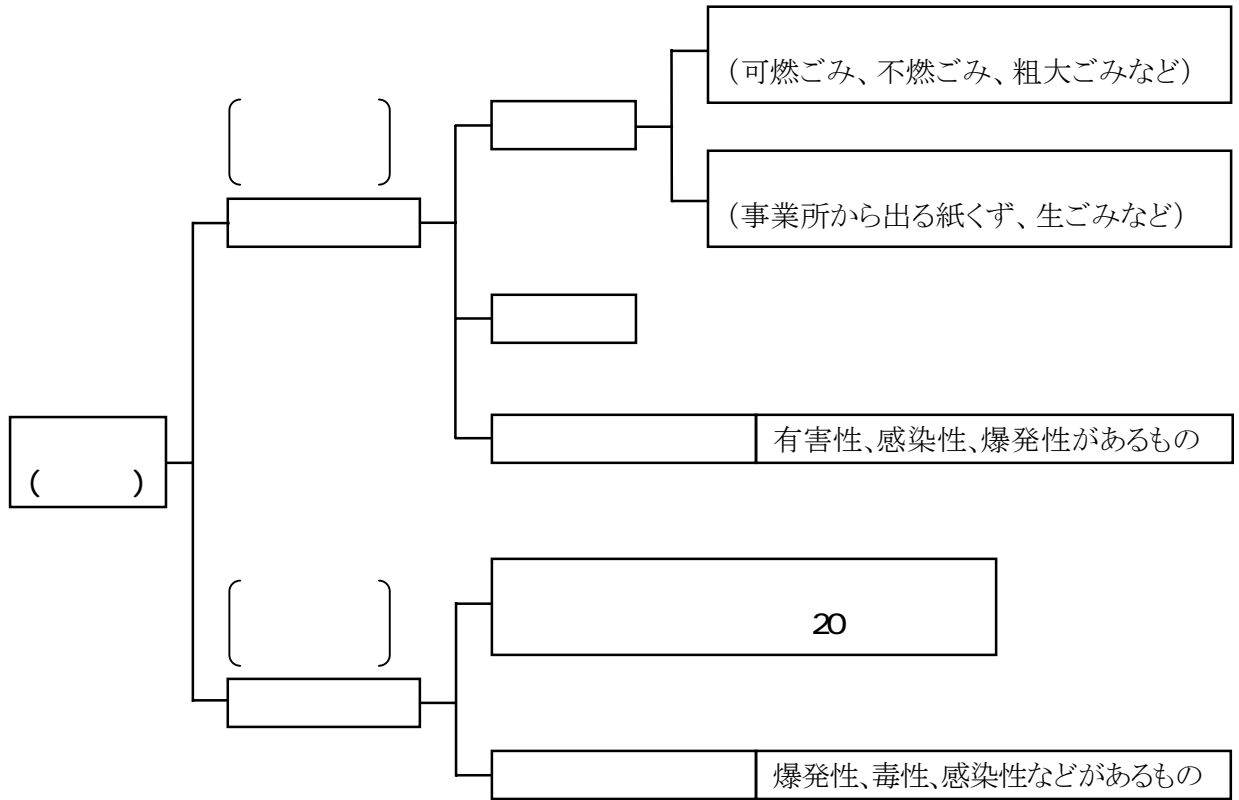 (可燃ごみ、不燃ごみ、粗大ごみなど)
(事業所から出る紙くず、生ごみなど)
有害性、感染性、爆発性があるもの
(　　　)
20
爆発性、毒性、感染性などがあるもの